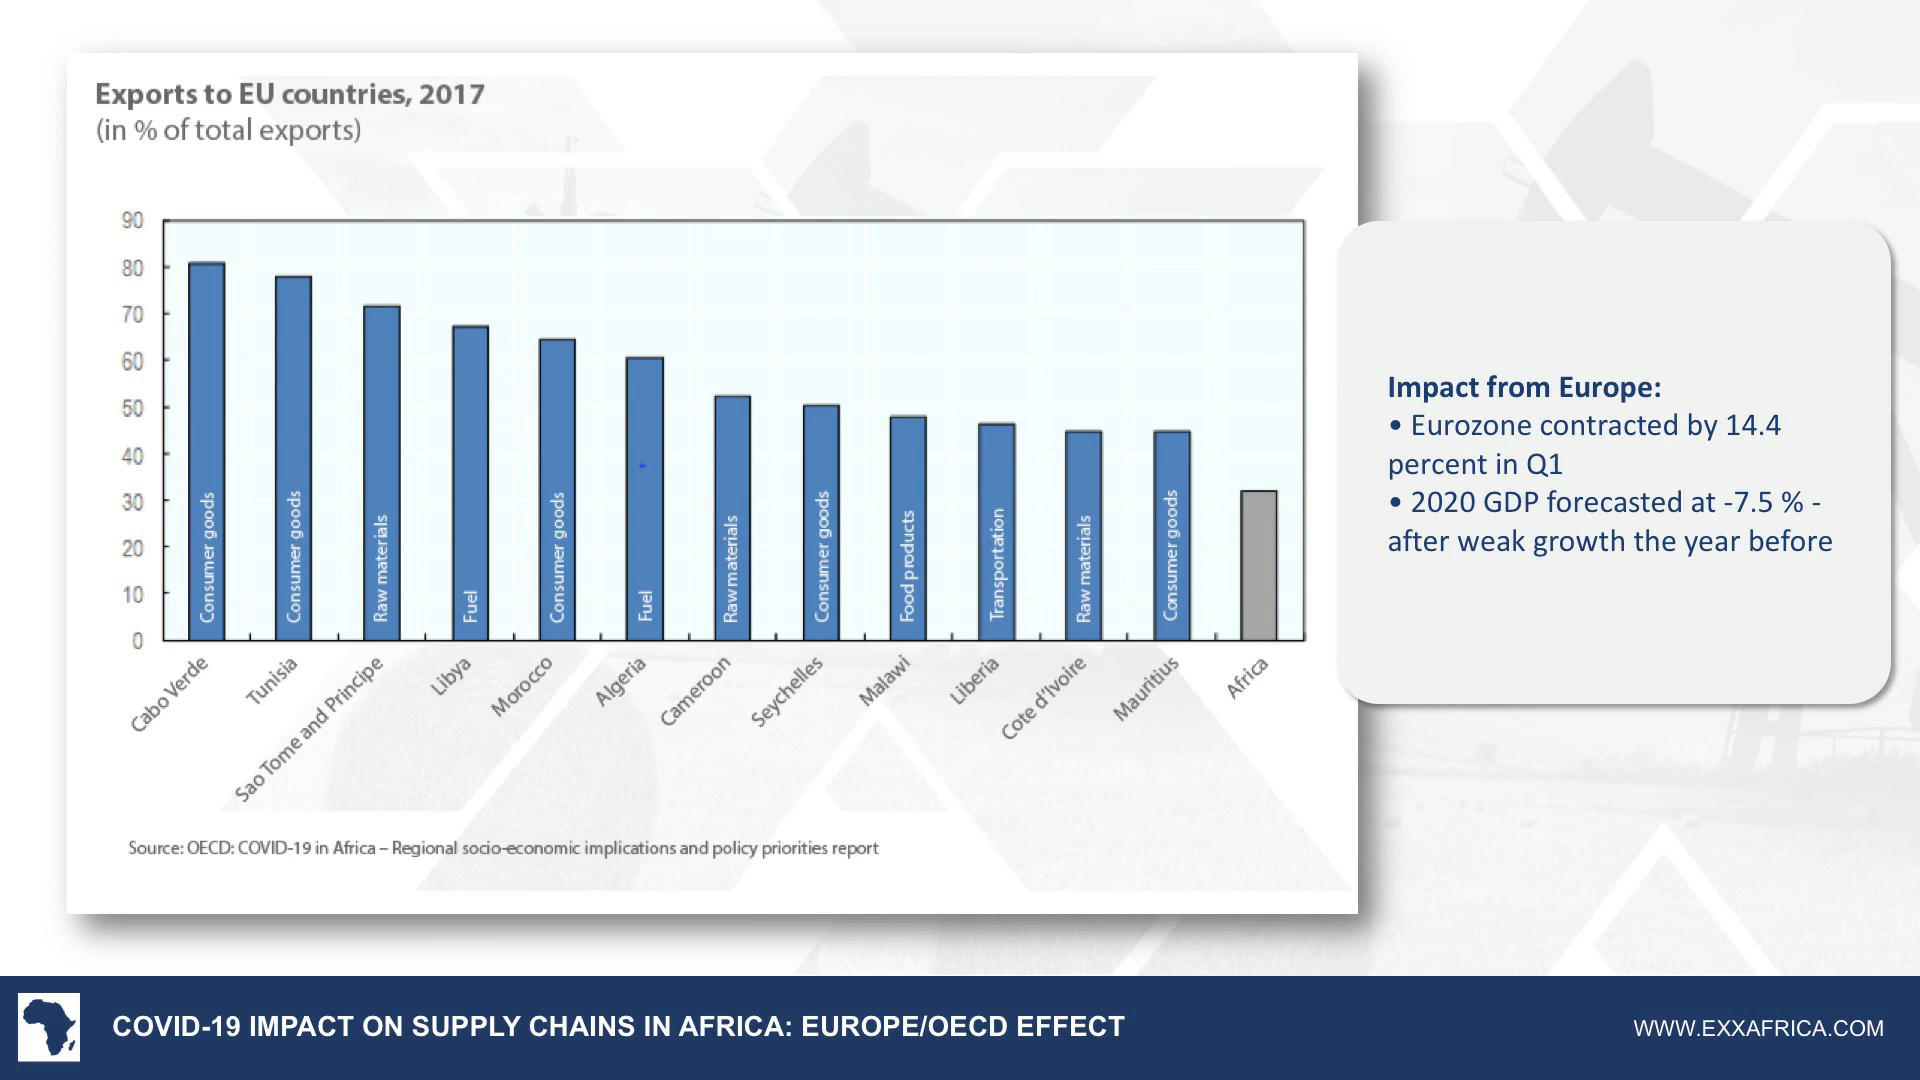 Exports to EU countries, 2017
(in % of total exports)
90
80
70
60
50
40
30
20
10
0
Consumer goods
Consumer goods
Raw materials
Fuel
Consumer goods
Fuel
Raw materials
Consumer goods
Food products
Transportation
Raw materials
Consumer goods
Cabo Verde
Tunisia
Sao Tome and Principe
Libya
Morocco
Algeria
Cameroon
Seychelles
Malawi
Liberia
Cote d'Ivoire
Mauritius
Africa
Source: OECD: COVID-19 in Africa – Regional socio-economic implications and policy priorities report
Impact from Europe:
• Eurozone contracted by 14.4
percent in Q1
• 2020 GDP forecasted at -7.5 % -
after weak growth the year before
COVID-19 IMPACT ON SUPPLY CHAINS IN AFRICA: EUROPE/OECD EFFECT
WWW.EXXAFRICA.COM